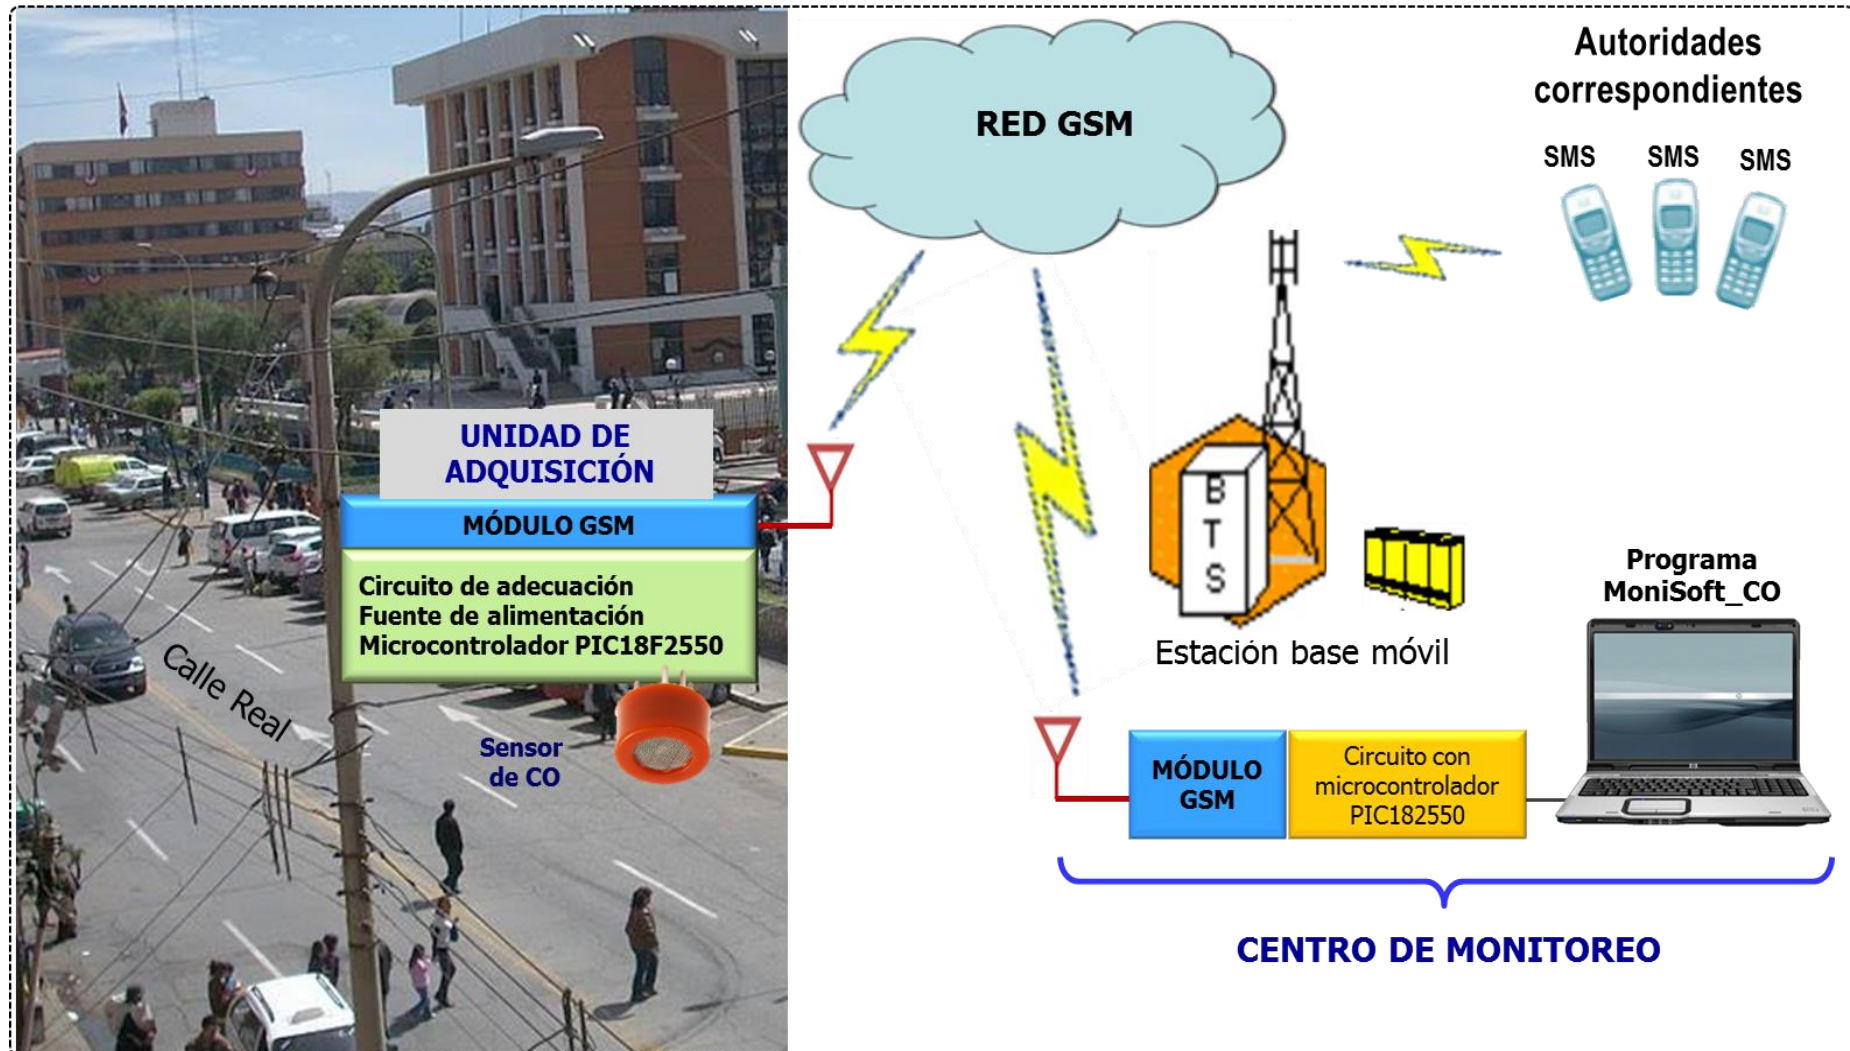 RED GSM
Autoridades
correspondientes
SMS
SMS
SMS
UNIDAD DE
ADQUISICIÓN
MÓDULO GSM
Circuito de adecuación
Fuente de alimentación
Microcontrolador PIC18F2550
Calle Real
Sensor
de CO
B
T
S
Estación base móvil
Programa
MoniSoft_CO
MÓDULO
GSM
Circuito con
microcontrolador
PIC182550
CENTRO DE MONITOREO